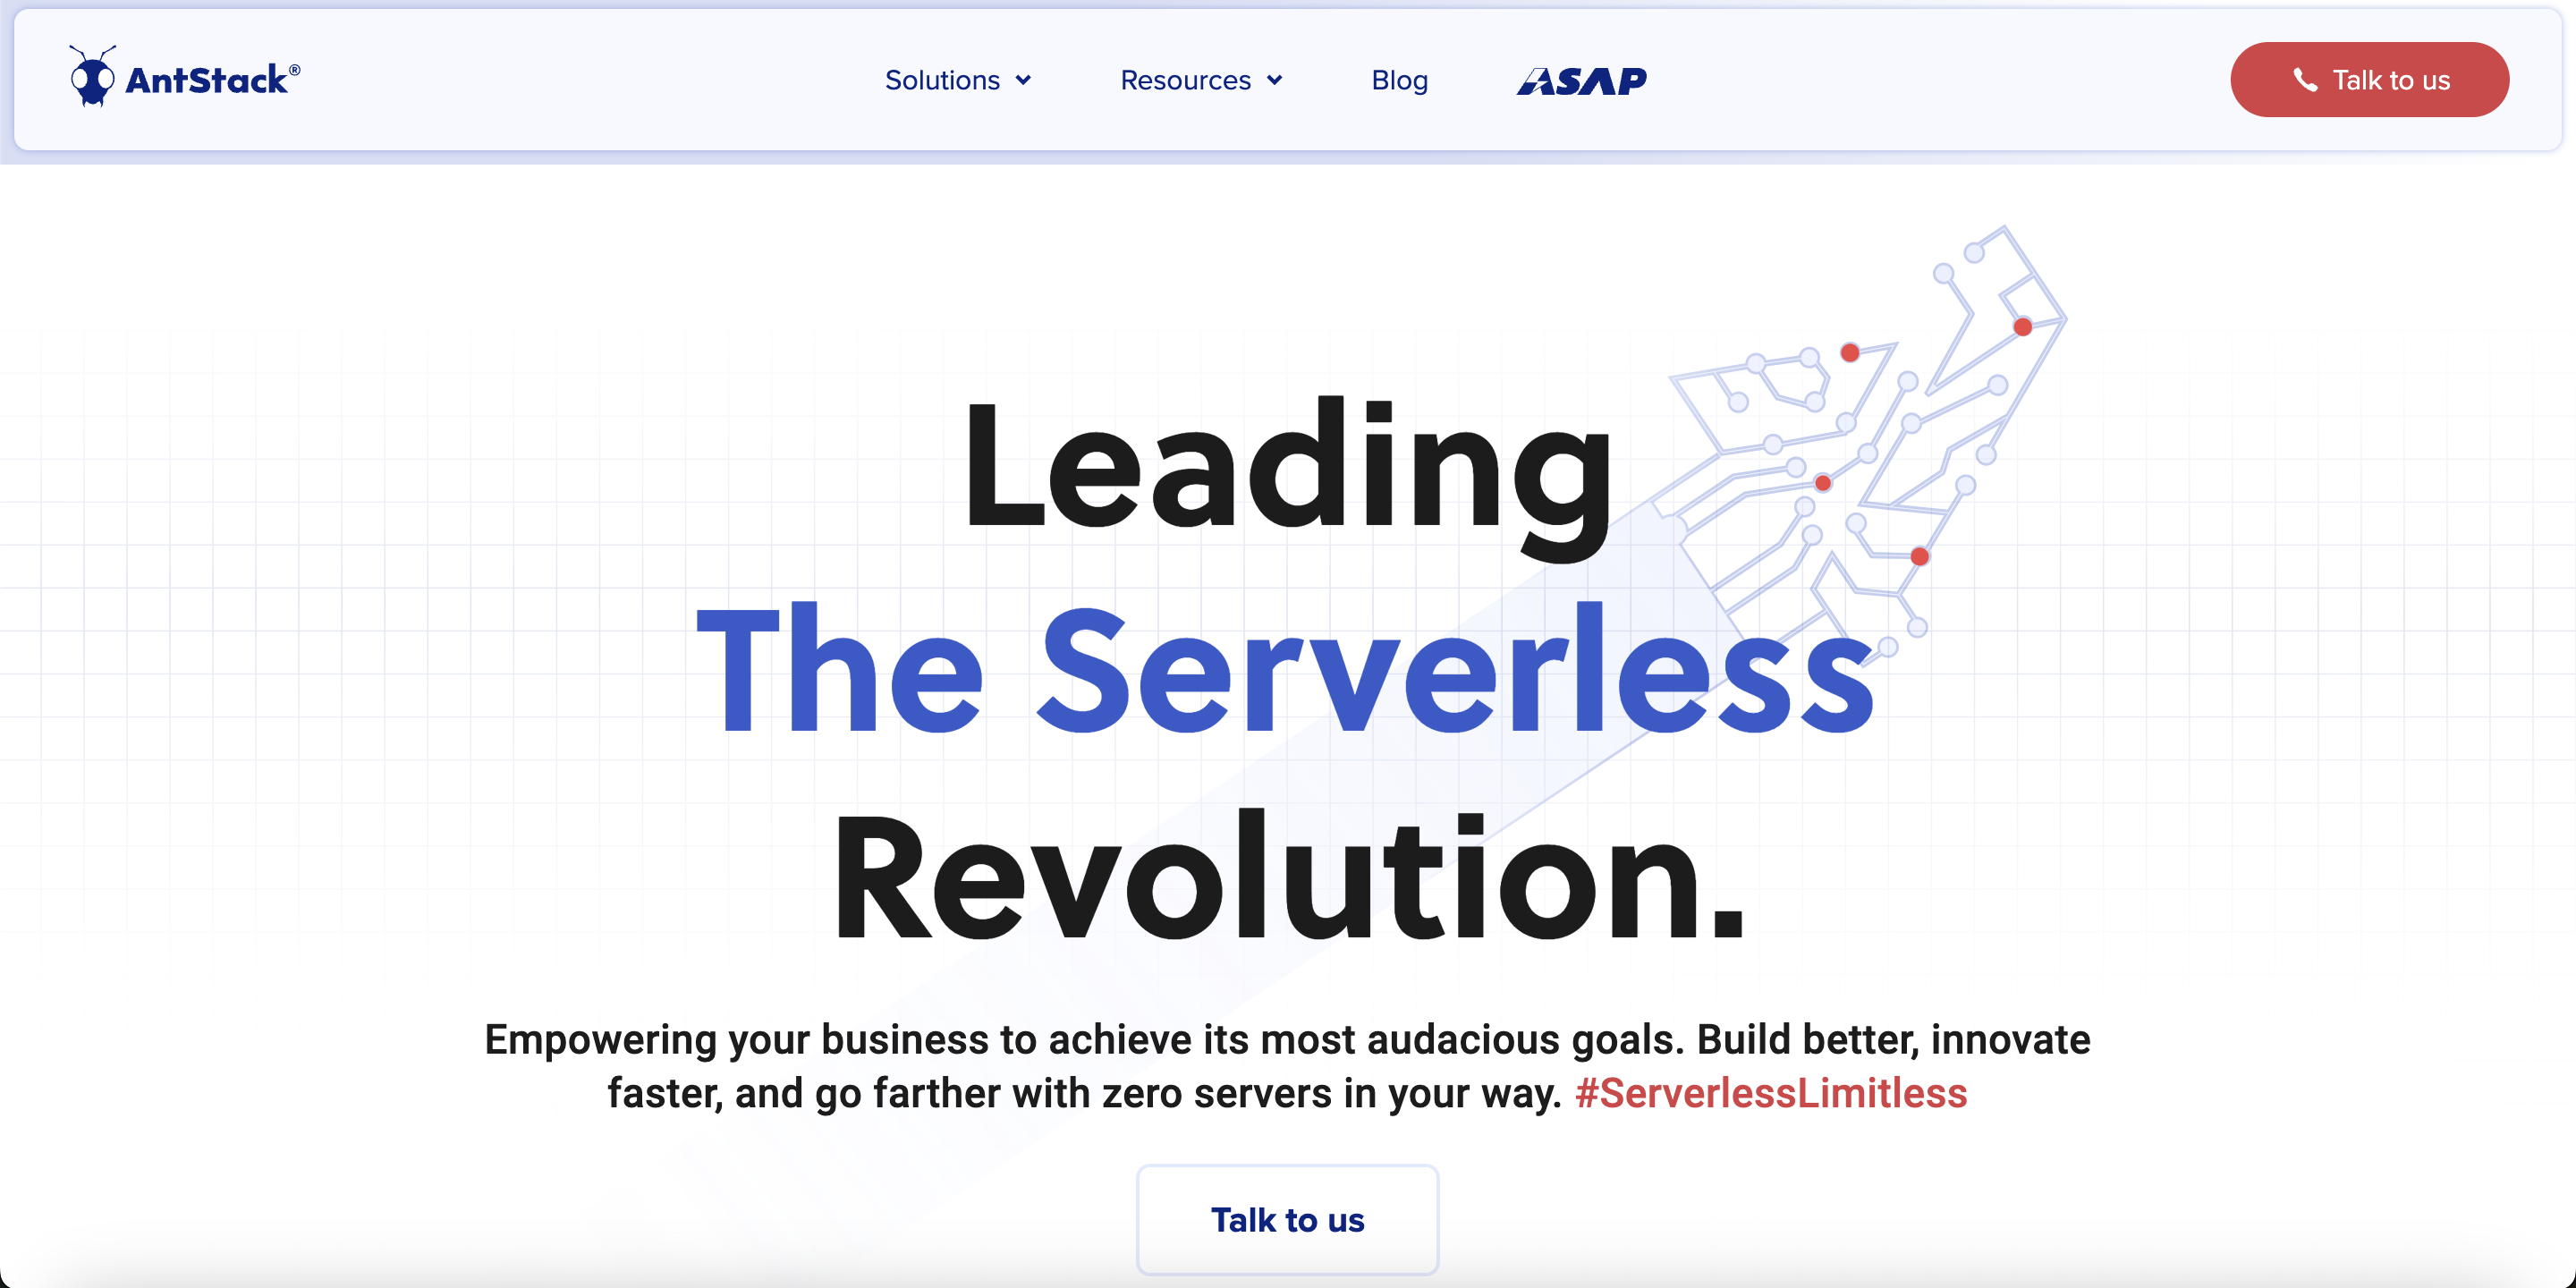 AntStack®
Solutions
Resources
Blog
ASAP
Talk to us
Leading
The Serverless
Revolution.
Empowering your business to achieve its most audacious goals. Build better, innovate
faster, and go farther with zero servers in your way. #ServerlessLimitless
Talk to us